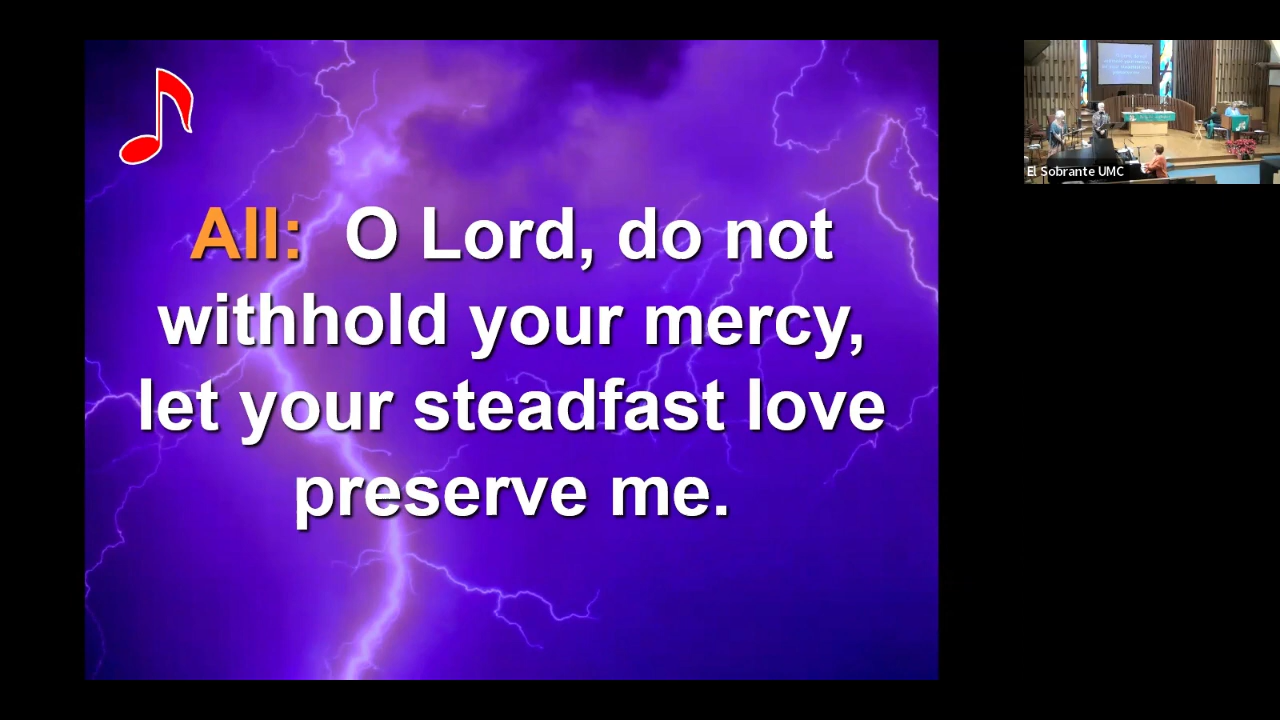 All: O Lord, do not
withhold your mercy,
let your steadfast love
preserve me.
El Sobrante UMC